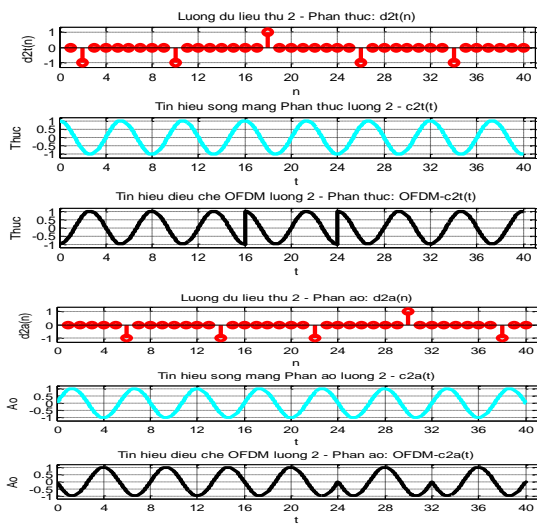 Luong du lieu thu 2 - Phan thuc: d2t(n)
d2t(n)
1
0
-1
0 4 8 12 16 20 24 28 32 36 40
n
Tin hieu song mang Phan thuc luong 2 - c2t(t)
Thuc
1
0.5
-0.5
-1
0 4 8 12 16 20 24 28 32 36 40
t
Tin hieu dieu che OFDM luong 2 - Phan thuc: OFDM-c2t(t)
Thuc
1
0.5
-0.5
-1
0 4 8 12 16 20 24 28 32 36 40
t
Luong du lieu thu 2 - Phan ao: d2a(n)
d2a(n)
1
0
-1
0 4 8 12 16 20 24 28 32 36 40
n
Tin hieu song mang Phan ao luong 2 - c2a(t)
Ao
1
0.5
-0.5
-1
0 4 8 12 16 20 24 28 32 36 40
t
Tin hieu dieu che OFDM luong 2 - Phan ao: OFDM-c2a(t)
Ao
1
0.5
-0.5
-1
0 4 8 12 16 20 24 28 32 36 40
t